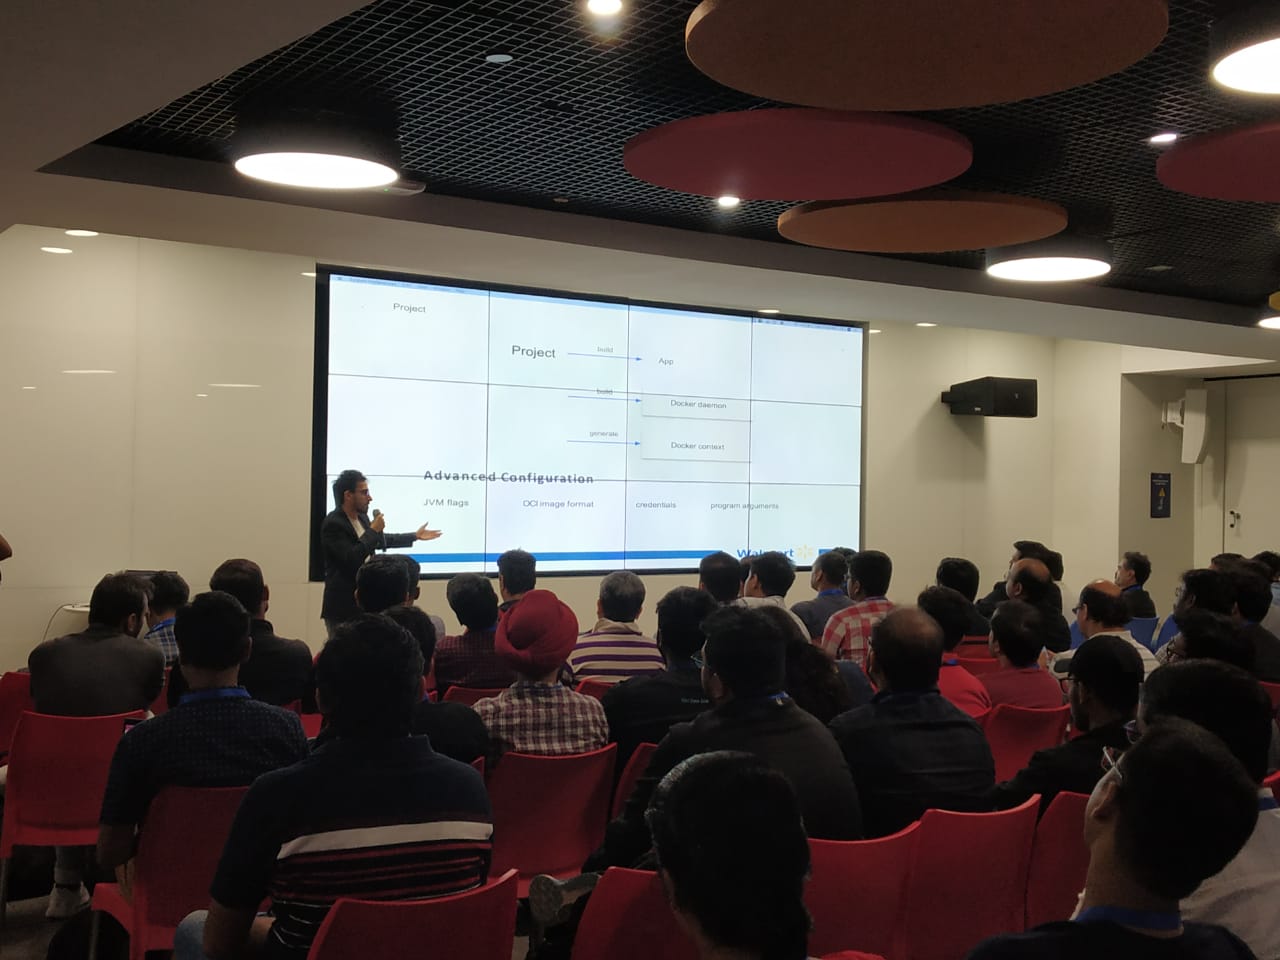 Project
Project build App
build Docker daemon
generate Docker context
Advanced Configuration
JVM flags OCI image format credentials program arguments
Walmart